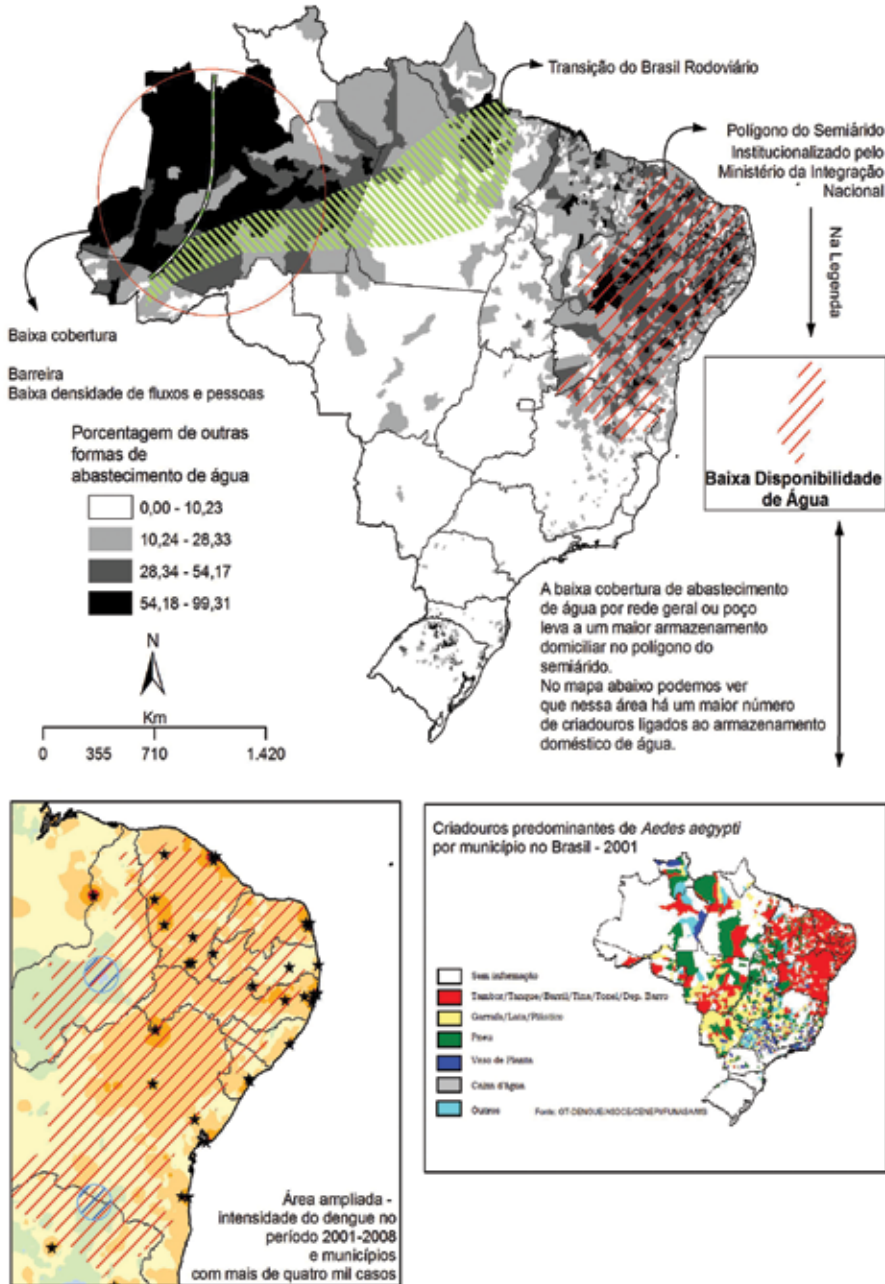 Transição do Brasil Rodoviário
Polígono do Semiárido
Institucionalizado pelo
Ministério da Integração
Nacional
Na Legenda
Baixa cobertura
Barreira
Baixa densidade de fluxos e pessoas
Porcentagem de outras
formas de
abastecimento de água
0,00 - 10,23
10,24 - 28,33
28,34 - 54,17
54,18 - 99,31
N
Km
0 355 710 1.420
Baixa Disponibilidade
de Água
A baixa cobertura de abastecimento
de água por rede geral ou poço
leva a um maior armazenamento
domiciliar no polígono do
semiárido.
No mapa abaixo podemos ver
que nessa área há um maior número
de criadouros ligados ao armazenamento
doméstico de água.
Área ampliada -
intensidade do dengue no
período 2001-2008
e municípios
com mais de quatro mil casos
Criadouros predominantes de Aedes aegypti
por município no Brasil - 2001
Sem informação
Tambor/Tanque/Barril/Tina/Tonel/Dep. Barro
Garrafa/Lata/Plástico
Pneu
Vaso de Planta
Caixa d'Água
Outros
Fonte: GT-DENGUE/ASDCE/CENEPI/FUNASA/MS